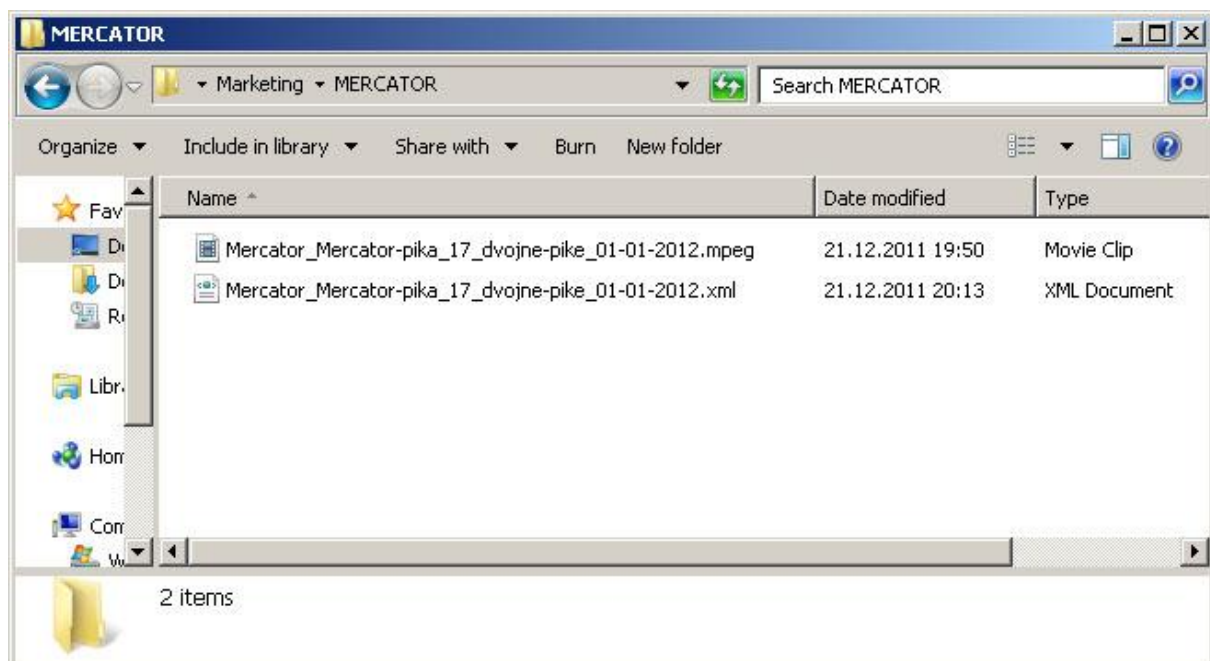 MERCATOR
Marketing MERCATOR Search MERCATOR
Organize Include in library Share with Burn New folder
Name Date modified Type
Fav
Mercator_Mercator-pika_17_dvojne-pike_01-01-2012.mpeg 21.12.2011 19:50 Movie Clip
Mercator_Mercator-pika_17_dvojne-pike_01-01-2012.xml 21.12.2011 20:13 XML Document
Libr
2 items